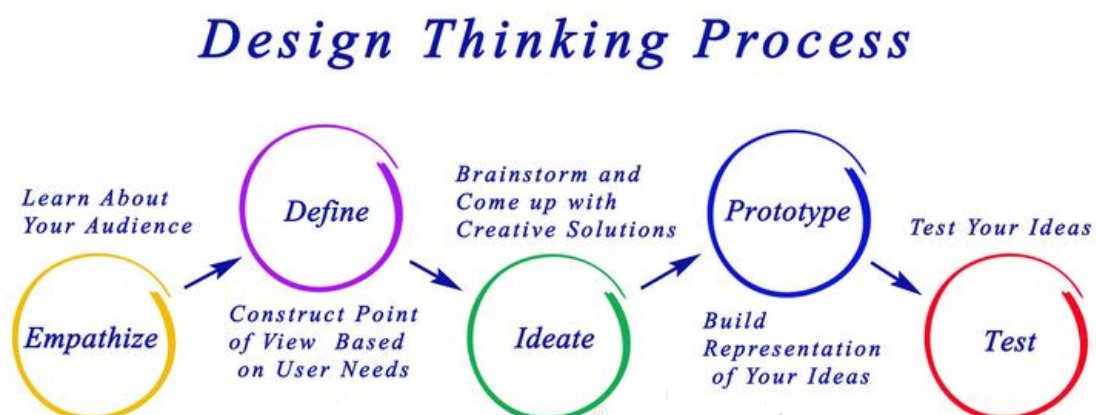 Design Thinking Process
Learn About
Your Audience
Empathize
Define
Construct Point
of View Based
on User Needs
Brainstorm and
Come up with
Creative Solutions
Ideate
Prototype
Build
Representation
of Your Ideas
Test Your Ideas
Test